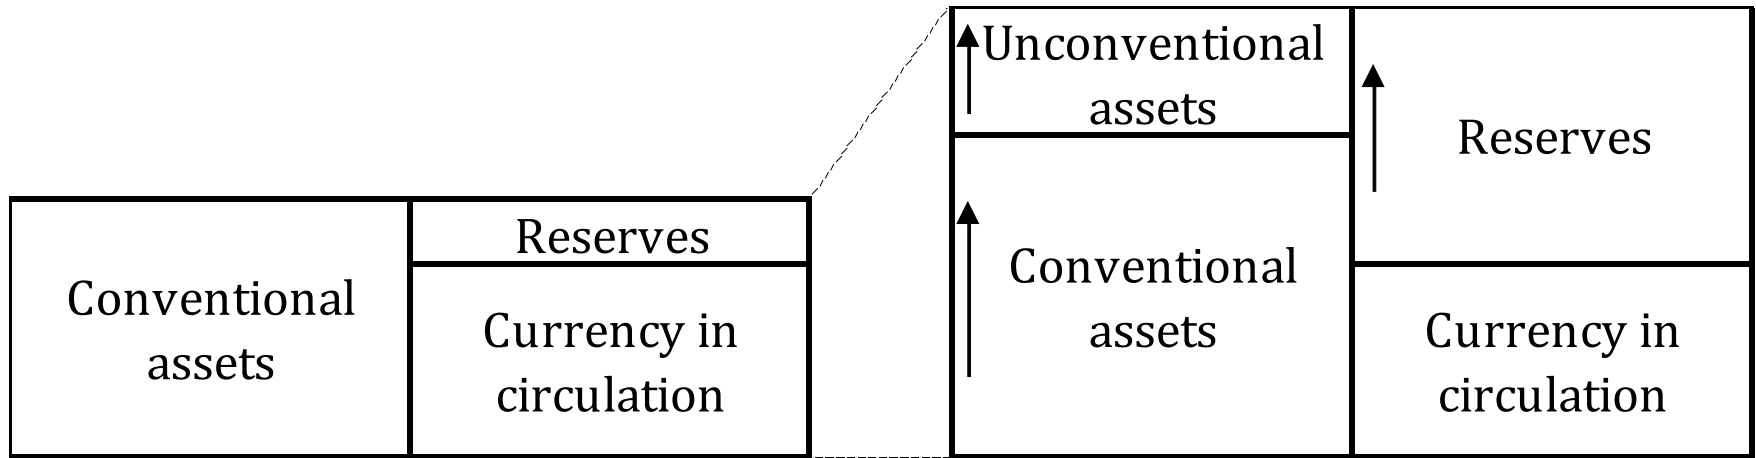 Conventional
assets
Reserves
Currency in
circulation
Unconventional
assets
Conventional
assets
Reserves
Currency in
circulation